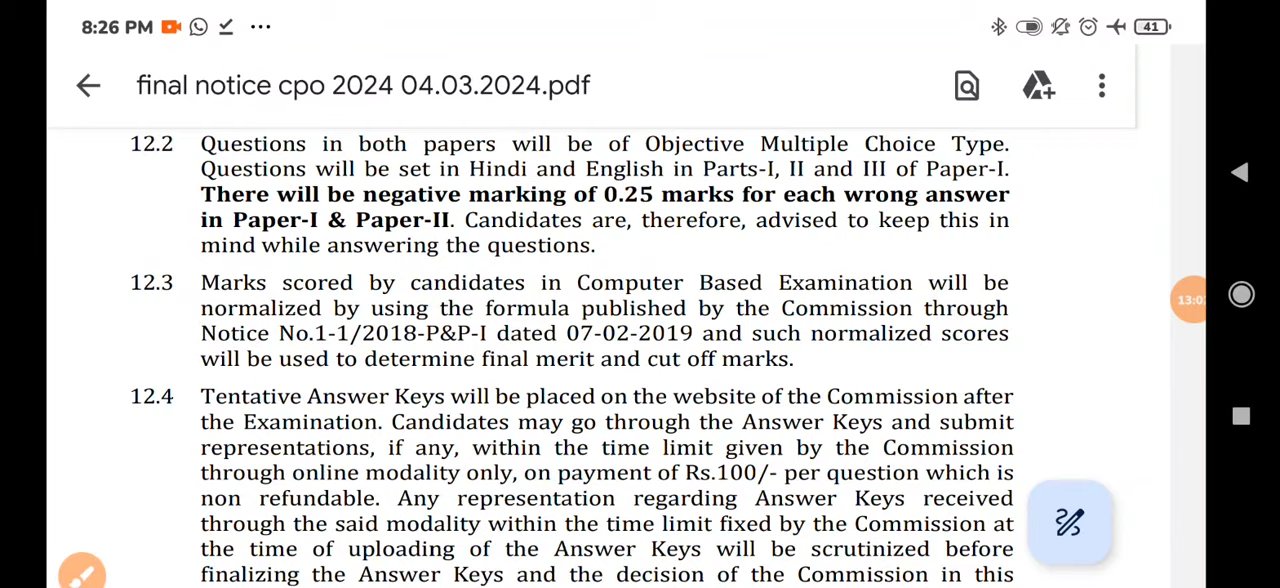 8:26 PM
41
final notice cpo 2024 04.03.2024.pdf
12.2 Questions in both papers will be of Objective Multiple Choice Type.
Questions will be set in Hindi and English in Parts-I, II and III of Paper-I.
There will be negative marking of 0.25 marks for each wrong answer
in Paper-I & Paper-II. Candidates are, therefore, advised to keep this in
mind while answering the questions.
12.3 Marks scored by candidates in Computer Based Examination will be
normalized by using the formula published by the Commission through
Notice No.1-1/2018-P&P-I dated 07-02-2019 and such normalized scores
will be used to determine final merit and cut off marks.
12.4 Tentative Answer Keys will be placed on the website of the Commission after
the Examination. Candidates may go through the Answer Keys and submit
representations, if any, within the time limit given by the Commission
through online modality only, on payment of Rs.100/- per question which is
non refundable. Any representation regarding Answer Keys received
through the said modality within the time limit fixed by the Commission at
the time of uploading of the Answer Keys will be scrutinized before
finalizing the Answer Keys and the decision of the Commission in this